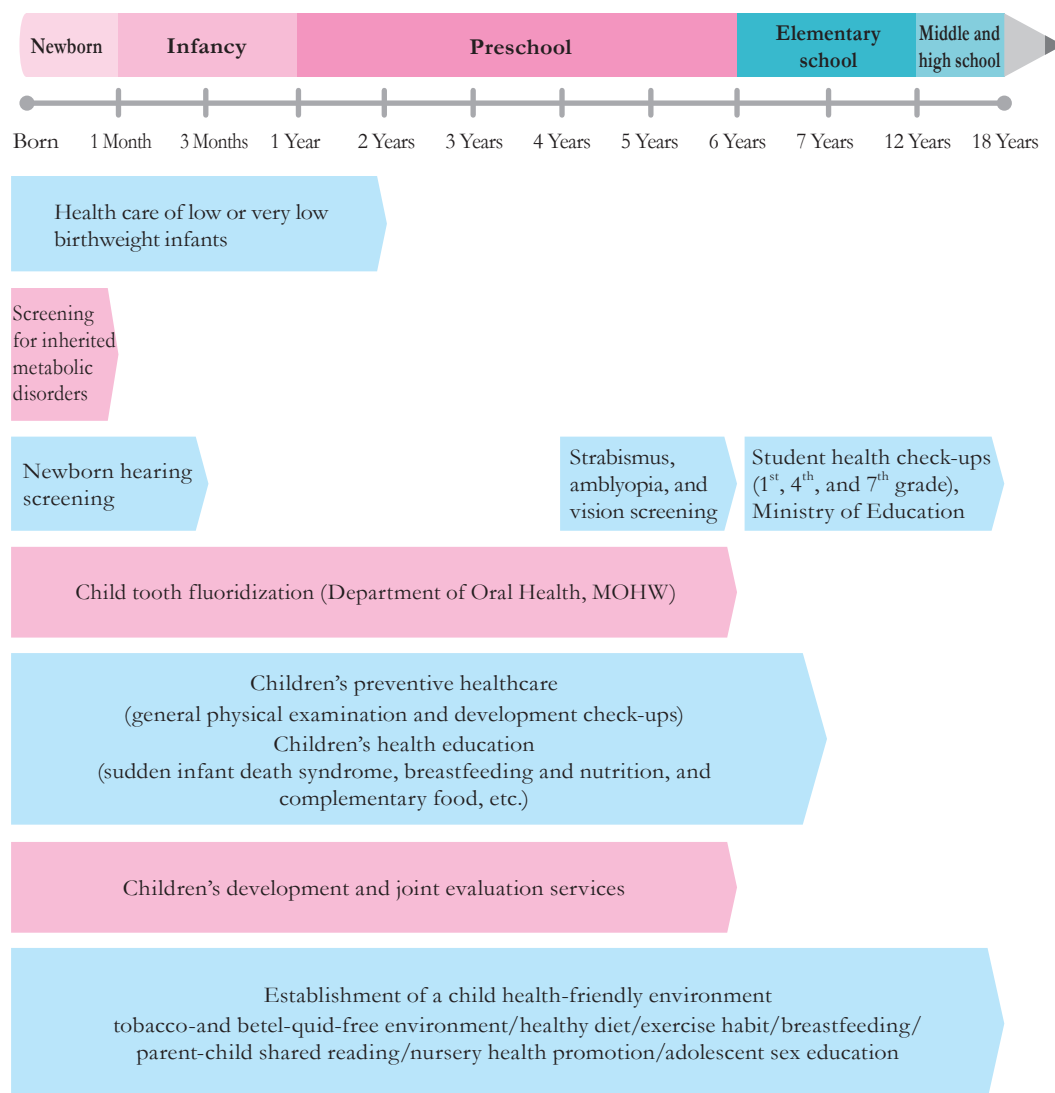 Newborn
Infancy
Preschool
Elementary
school
Middle and
high school
Born
1 Month
3 Months
1 Year
2 Years
3 Years
4 Years
5 Years
6 Years
7 Years
12 Years
18 Years
Health care of low or very low
birthweight infants
Screening
for inherited
metabolic
disorders
Newborn hearing
screening
Strabismus,
amblyopia, and
vision screening
Student health check-ups
(1st, 4th, and 7th grade),
Ministry of Education
Child tooth fluoridization (Department of Oral Health, MOHW)
Children’s preventive healthcare
(general physical examination and development check-ups)
Children’s health education
(sudden infant death syndrome, breastfeeding and nutrition, and
complementary food, etc.)
Children’s development and joint evaluation services
Establishment of a child health-friendly environment
tobacco-and betel-quid-free environment/healthy diet/exercise habit/breastfeeding/
parent-child shared reading/nursery health promotion/adolescent sex education